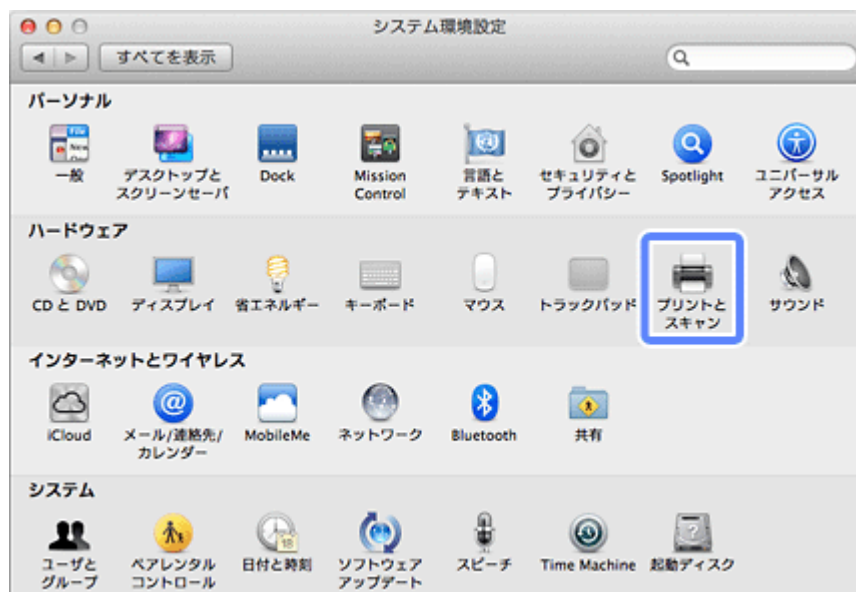 システム環境設定
すべてを表示
パーソナル
一般
デスクトップと
スクリーンセーバ
Dock
Mission
Control
言語と
テキスト
セキュリティと
プライバシー
Spotlight
ユニバーサル
アクセス
ハードウェア
CD と DVD
ディスプレイ
省エネルギー
キーボード
マウス
トラックパッド
プリントと
スキャン
サウンド
インターネットとワイヤレス
iCloud
メール/連絡先/
カレンダー
MobileMe
ネットワーク
Bluetooth
共有
システム
ユーザと
グループ
ペアレンタル
コントロール
日付と時刻
ソフトウェア
アップデート
スピーチ
Time Machine
起動ディスク